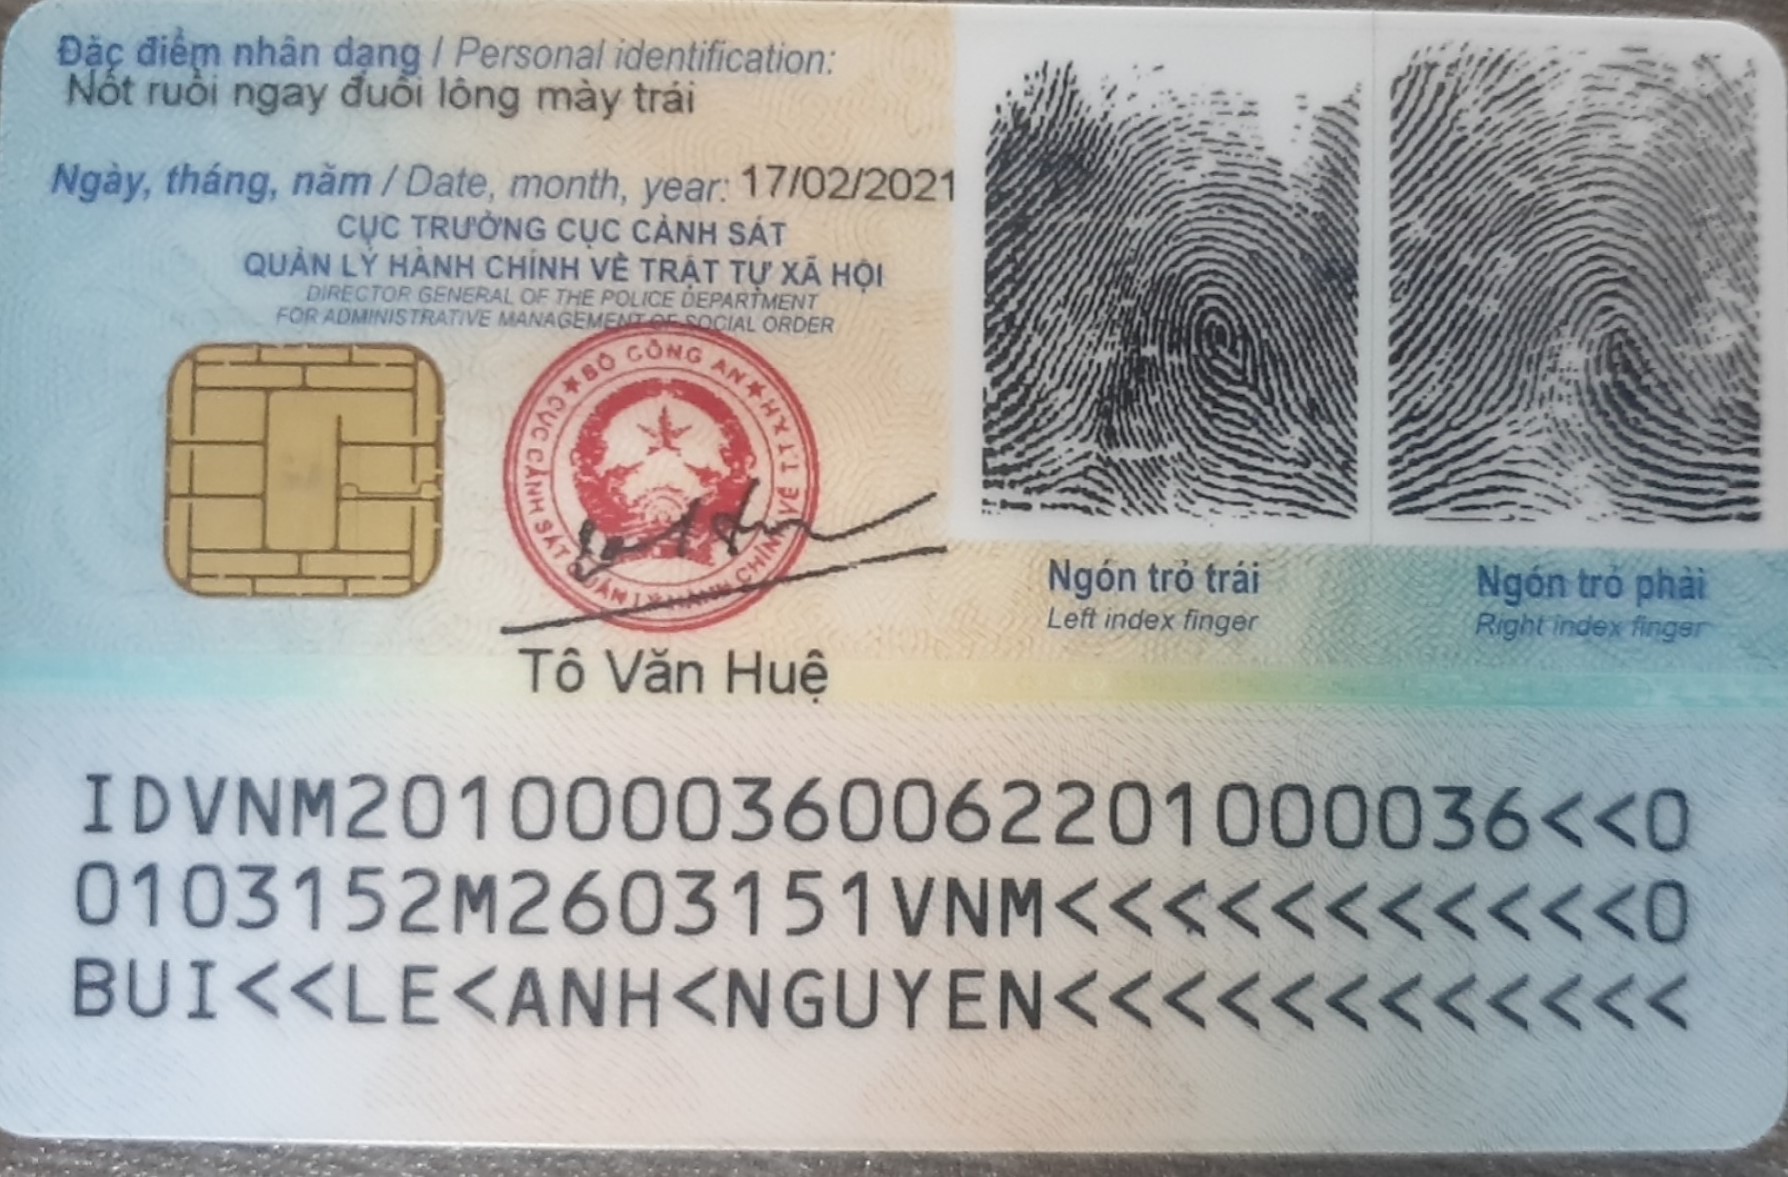 Đặc điểm nhân dạng / Personal identification:
Nốt ruồi ngay đuôi lông mày trái
Ngày, tháng, năm / Date, month, year: 17/02/2021
CỤC TRƯỞNG CỤC CẢNH SÁT
QUẢN LÝ HÀNH CHÍNH VỀ TRẬT TỰ XÃ HỘI
DIRECTOR GENERAL OF THE POLICE DEPARTMENT
FOR ADMINISTRATIVE MANAGEMENT OF SOCIAL ORDER
BỘ CÔNG AN
CỤC CẢNH SÁT QUẢN LÝ HÀNH CHÍNH VỀ TTXH
Tô Văn Huệ
Ngón trỏ trái
Left index finger
Ngón trỏ phải
Right index finger
IDVNM2010000360062201000036<<0
0103152M2603151VNM<<<<<<<<<<<0
BUI<<LE<ANH<NGUYEN<<<<<<<<<<<<